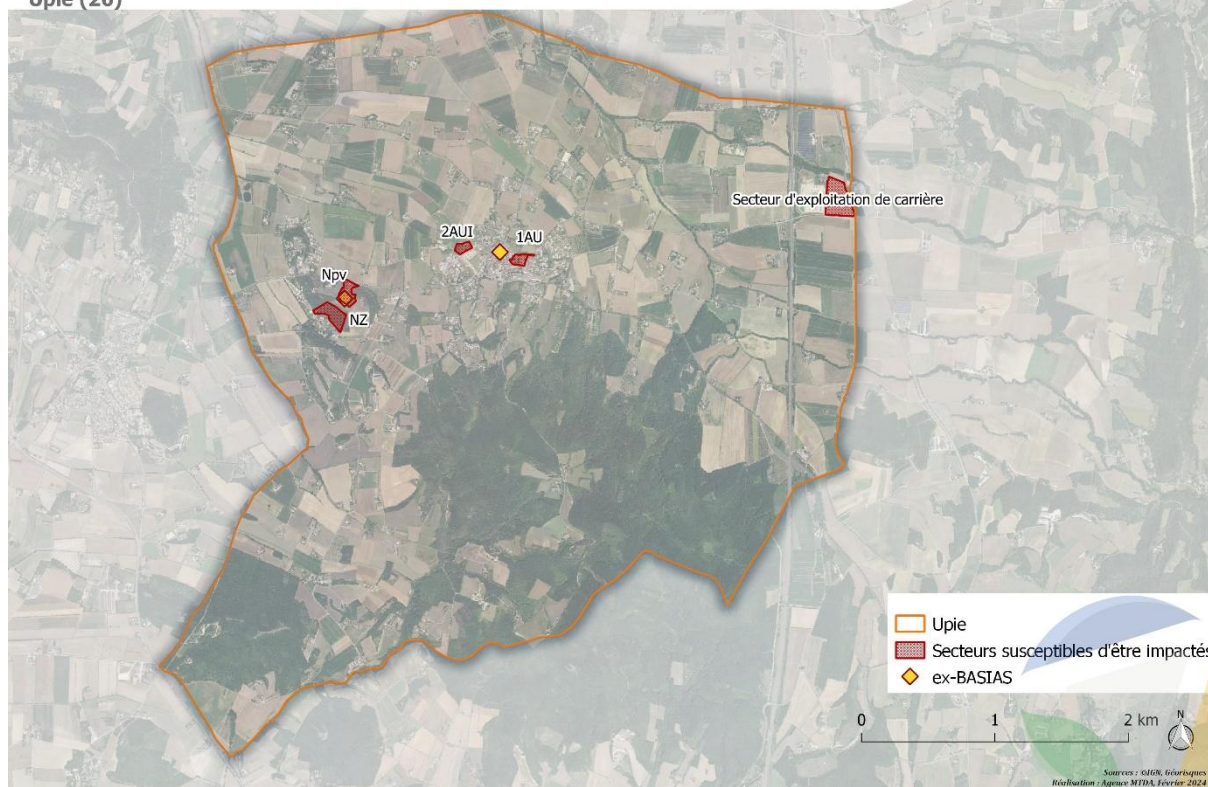 Upie (26)
Secteur d'exploitation de carrière
2AUI
1AU
Npv
NZ
Upie
Secteurs susceptibles d'être impactés
ex-BASIAS
0 1 2 km
N
Sources : ©IGN, Géorisques
Réalisation : Agence MTDA, Février 2024